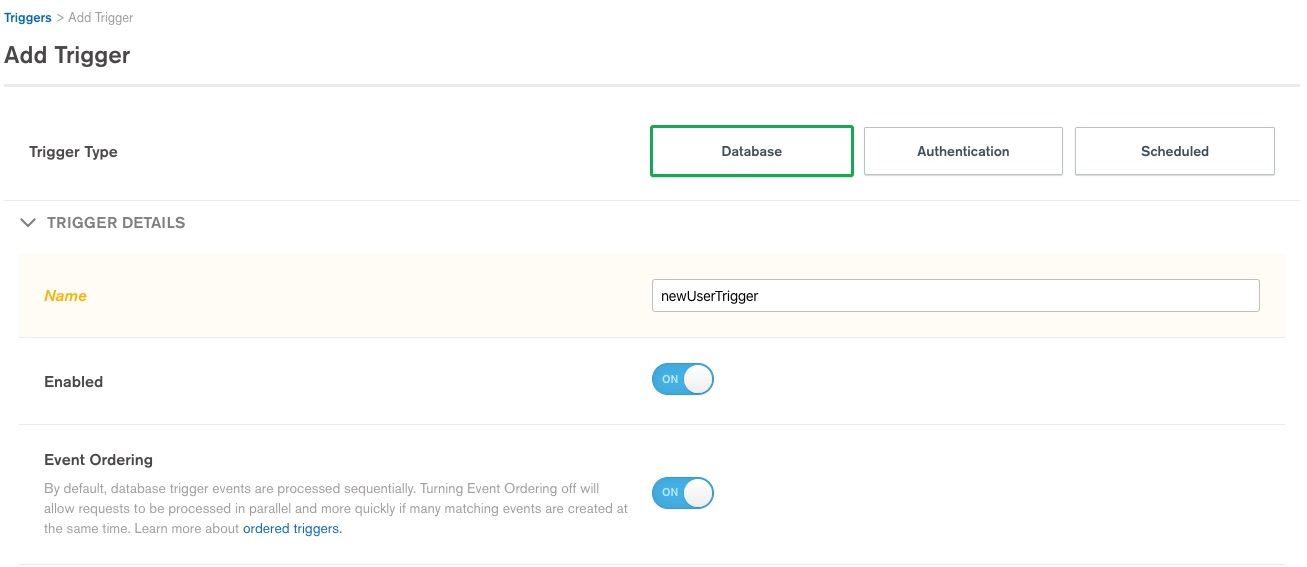 Triggers > Add Trigger
Add Trigger
Trigger Type
Database
Authentication
Scheduled
TRIGGER DETAILS
Name
newUserTrigger
Enabled
ON
Event Ordering
By default, database trigger events are processed sequentially. Turning Event Ordering off will
allow requests to be processed in parallel and more quickly if many matching events are created at
the same time. Learn more about ordered triggers.
ON